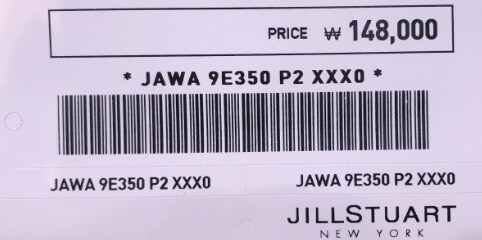 PRICE ₩ 148,000
* JAWA 9E350 P2 XXX0 *
JAWA 9E350 P2 XXX0 JAWA 9E350 P2 XXX0
JILLSTUART
NEW YORK